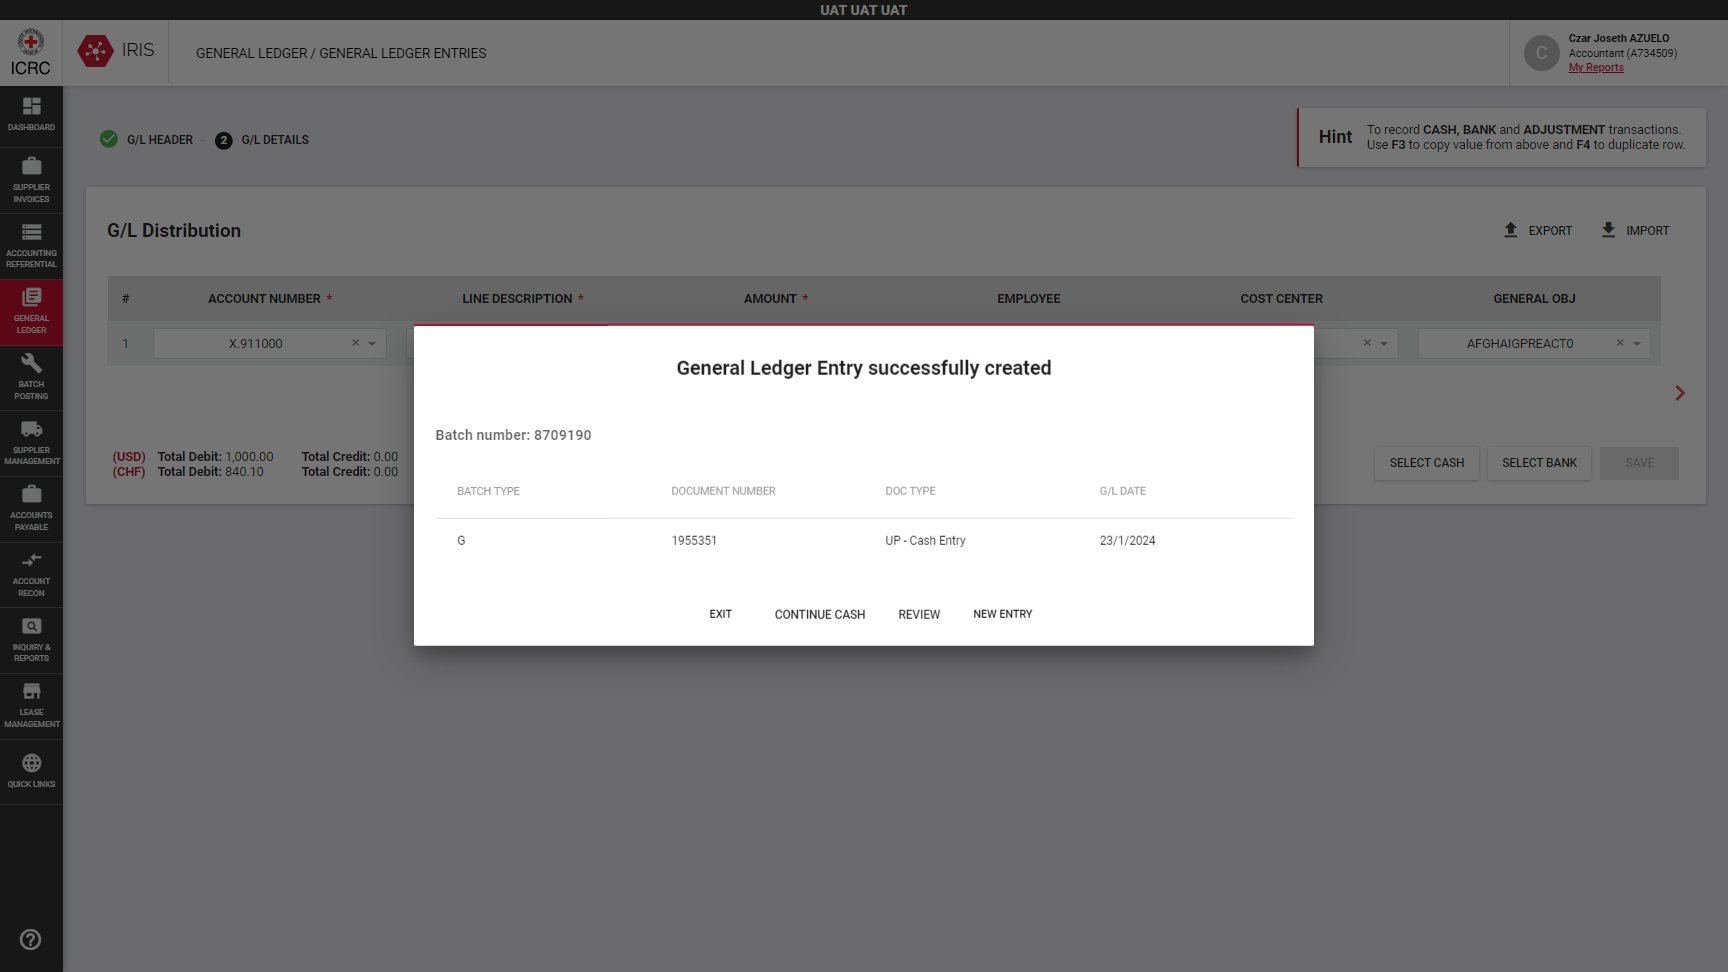 UAT UAT UAT
ICRC
IRIS
GENERAL LEDGER / GENERAL LEDGER ENTRIES
C
Czar Joseth AZUELO
Accountant (A734509)
My Reports
DASHBOARD
SUPPLIER
INVOICES
ACCOUNTING
REFERENTIAL
GENERAL
LEDGER
BATCH
POSTING
SUPPLIER
MANAGEMENT
ACCOUNTS
PAYABLE
ACCOUNT
RECON
INQUIRY &
REPORTS
LEASE
MANAGEMENT
QUICK LINKS
G/L HEADER
2 G/L DETAILS
Hint
To record CASH, BANK and ADJUSTMENT transactions.
Use F3 to copy value from above and F4 to duplicate row.
G/L Distribution
EXPORT
IMPORT
# ACCOUNT NUMBER * LINE DESCRIPTION * AMOUNT * EMPLOYEE COST CENTER GENERAL OBJ
1 X.911000 × × AFGHAIGPREACT0 ×
General Ledger Entry successfully created
Batch number: 8709190
BATCH TYPE DOCUMENT NUMBER DOC TYPE G/L DATE
G 1955351 UP - Cash Entry 23/1/2024
EXIT CONTINUE CASH REVIEW NEW ENTRY
(USD) Total Debit: 1,000.00 Total Credit: 0.00
(CHF) Total Debit: 840.10 Total Credit: 0.00
SELECT CASH SELECT BANK SAVE